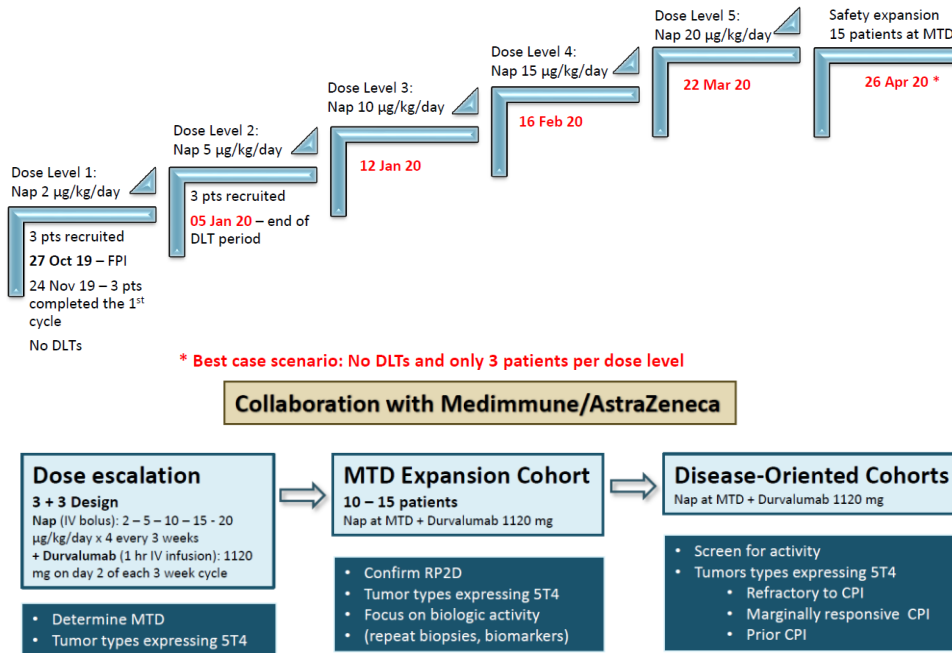 Dose Level 1:
Nap 2 µg/kg/day
3 pts recruited
27 Oct 19 – FPI
24 Nov 19 – 3 pts
completed the 1st
cycle
No DLTs
Dose Level 2:
Nap 5 µg/kg/day
3 pts recruited
05 Jan 20 – end of
DLT period
Dose Level 3:
Nap 10 µg/kg/day
12 Jan 20
Dose Level 4:
Nap 15 µg/kg/day
16 Feb 20
Dose Level 5:
Nap 20 µg/kg/day
22 Mar 20
Safety expansion
15 patients at MTD
26 Apr 20 *
* Best case scenario: No DLTs and only 3 patients per dose level
Collaboration with Medimmune/AstraZeneca
Dose escalation
3 + 3 Design
Nap (IV bolus): 2 – 5 – 10 – 15 - 20
µg/kg/day x 4 every 3 weeks
+ Durvalumab (1 hr IV infusion): 1120
mg on day 2 of each 3 week cycle
• Determine MTD
• Tumor types expressing 5T4
MTD Expansion Cohort
10 – 15 patients
Nap at MTD + Durvalumab 1120 mg
• Confirm RP2D
• Tumor types expressing 5T4
• Focus on biologic activity
• (repeat biopsies, biomarkers)
Disease-Oriented Cohorts
Nap at MTD + Durvalumab 1120 mg
• Screen for activity
• Tumors types expressing 5T4
• Refractory to CPI
• Marginally responsive CPI
• Prior CPI